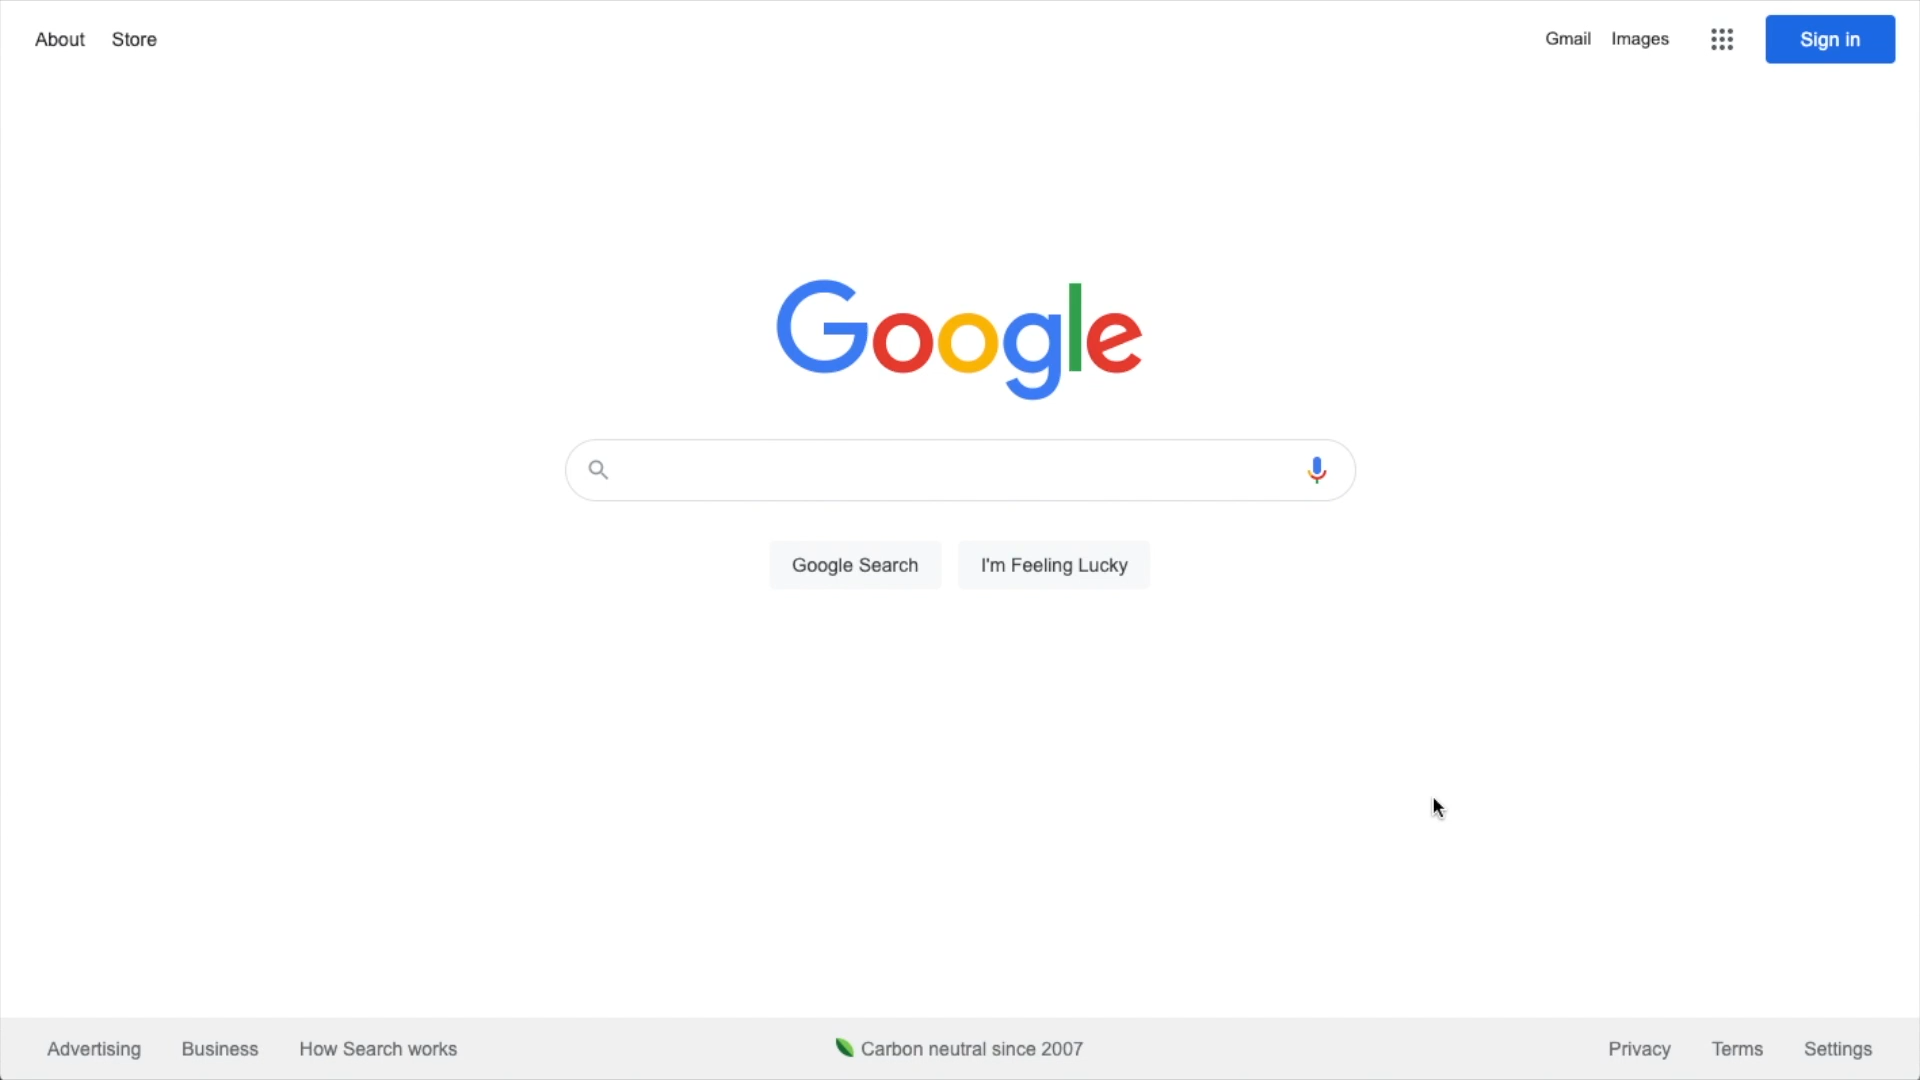 About Store
Gmail Images Sign in
Google
Google Search I'm Feeling Lucky
Advertising Business How Search works Carbon neutral since 2007 Privacy Terms Settings